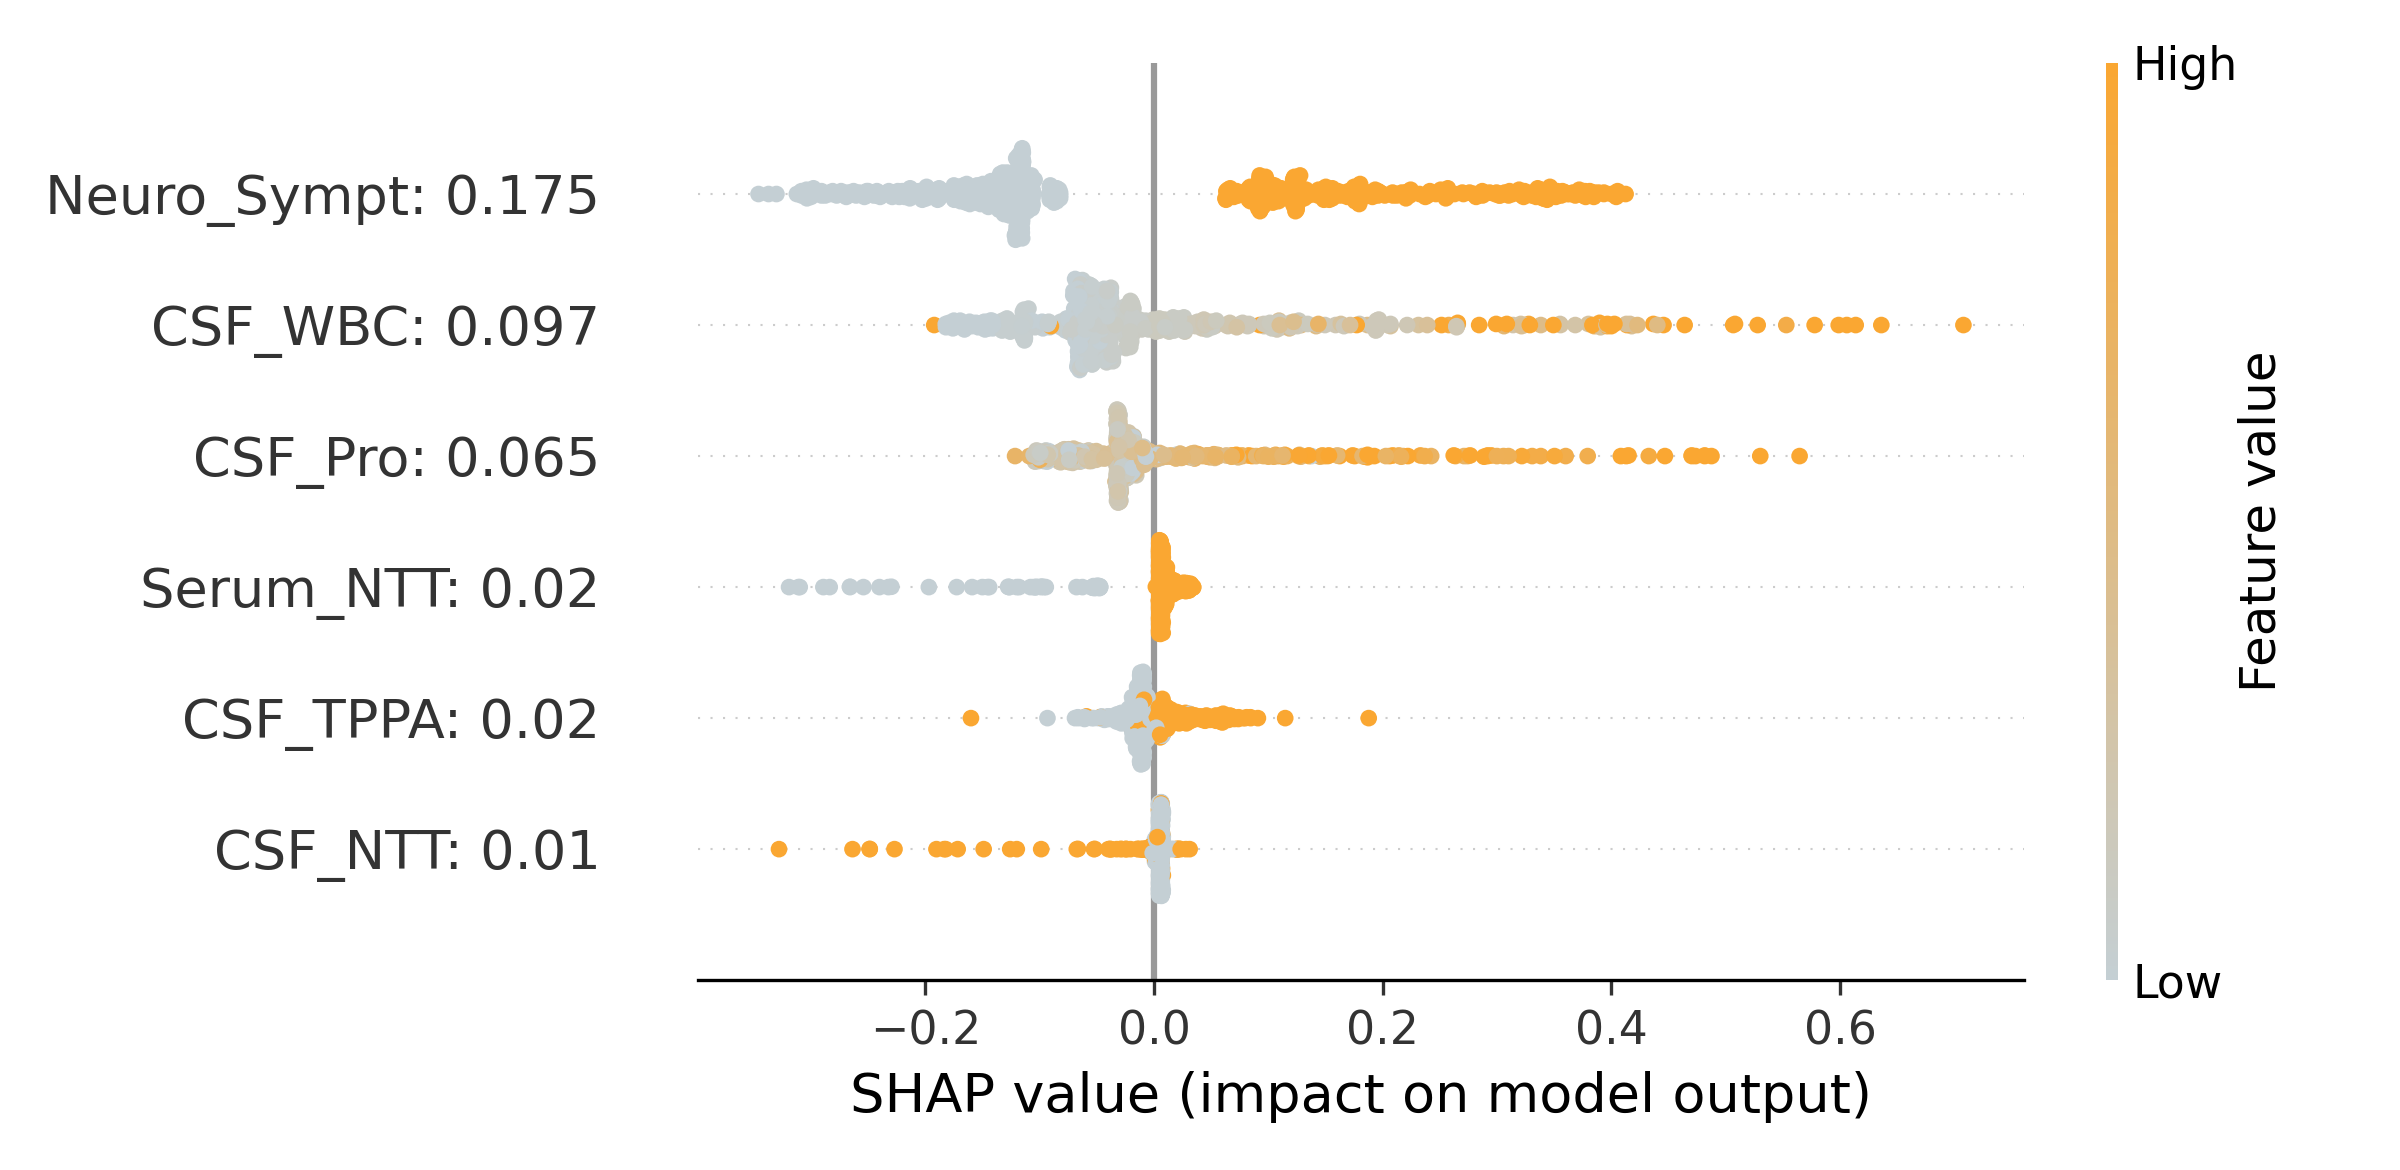 High
Neuro_Sympt: 0.175
CSF_WBC: 0.097
CSF_Pro: 0.065
Serum_NTT: 0.02
CSF_TPPA: 0.02
CSF_NTT: 0.01
Feature value
Low
−0.2 0.0 0.2 0.4 0.6
SHAP value (impact on model output)